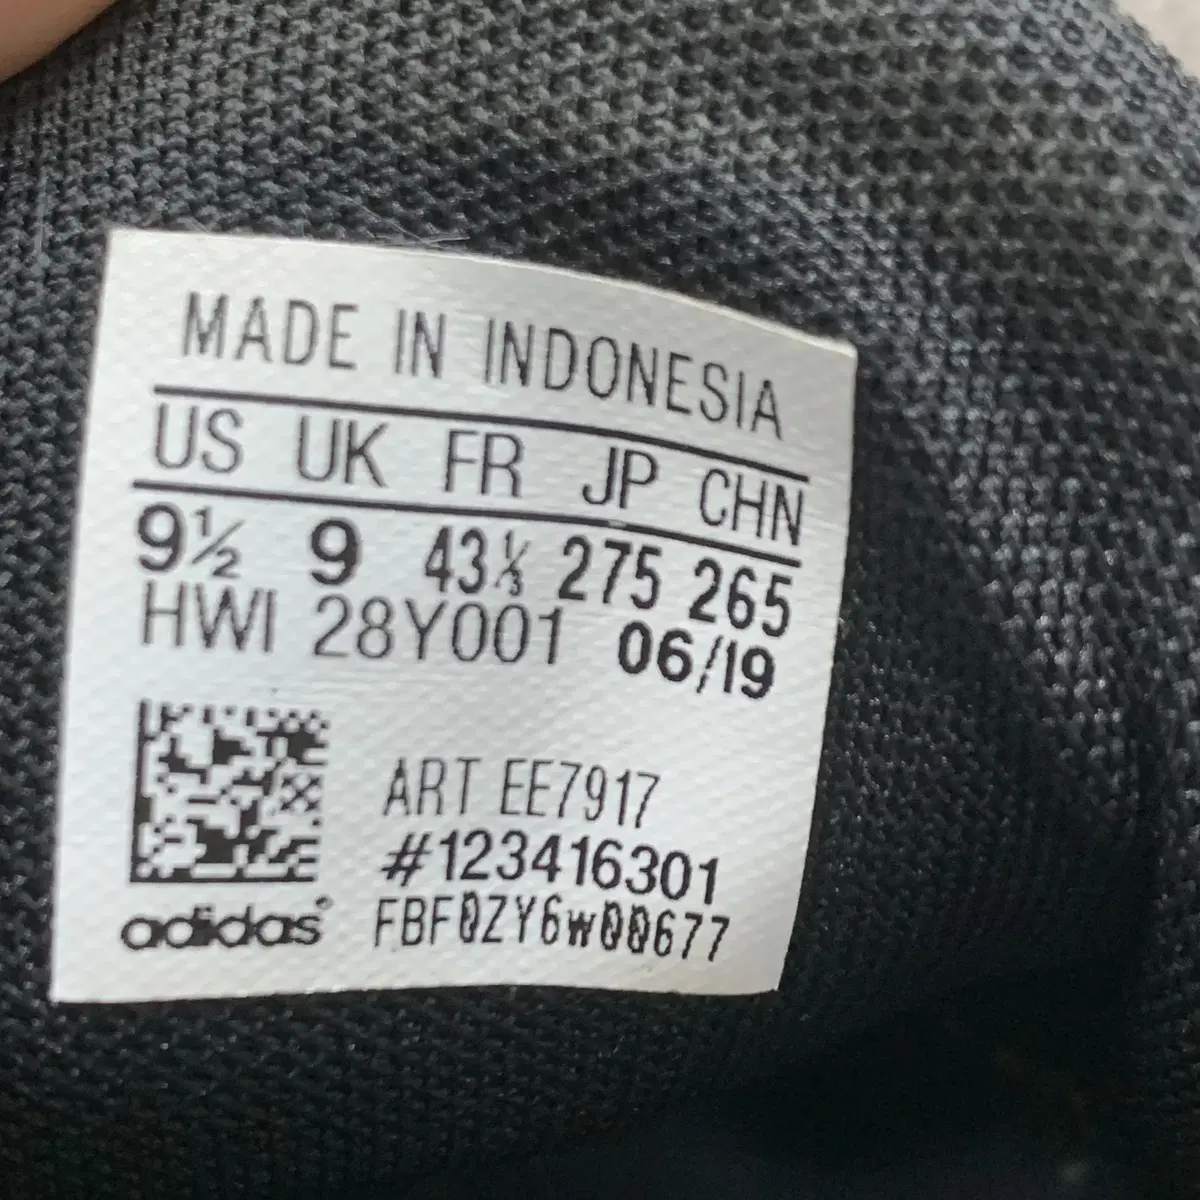 MADE IN INDONESIA
US UK FR JP CHN
9½ 9 43⅓ 275 265
HWI 28Y001 06/19
ART EE7917
#123416301
adidas® FBF0ZY6w00677